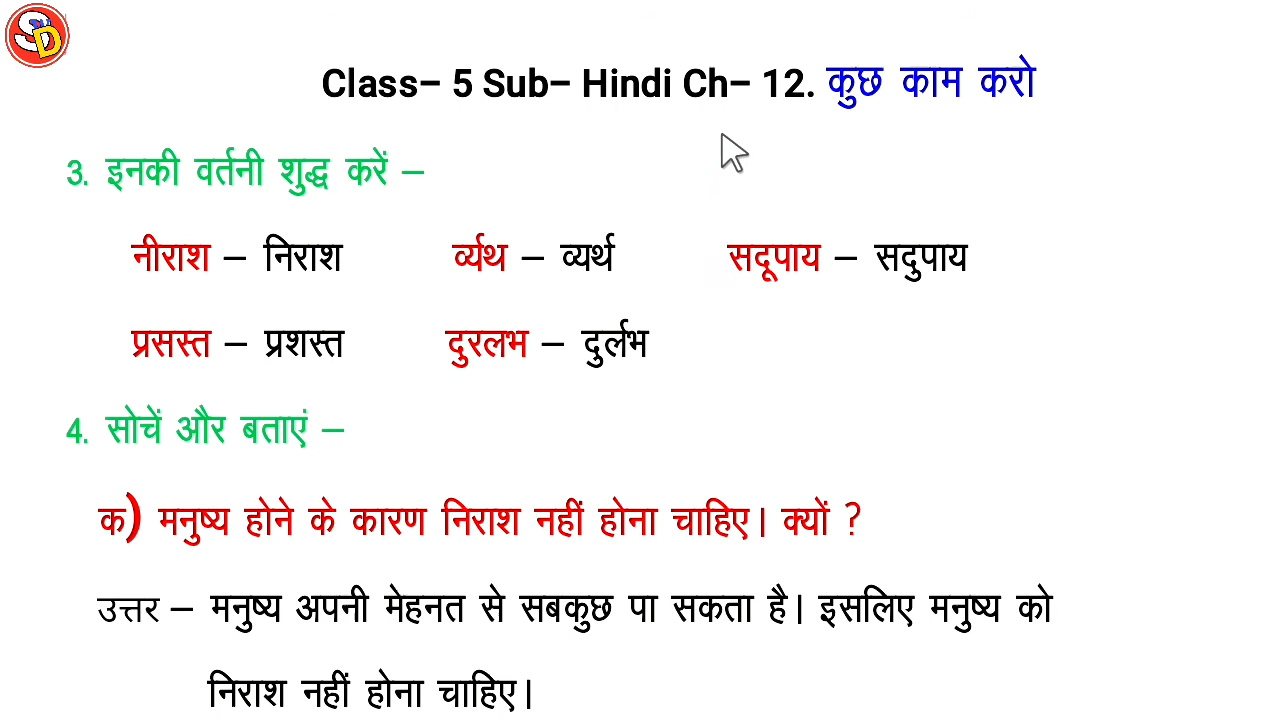 SD
Class– 5 Sub– Hindi Ch– 12. कुछ काम करो
3. इनकी वर्तनी शुद्ध करें –
नीराश – निराश र्व्यथ – व्यर्थ सदूपाय – सदुपाय
प्रसस्त – प्रशस्त दुरलभ – दुर्लभ
4. सोचें और बताएं –
क) मनुष्य होने के कारण निराश नहीं होना चाहिए। क्यों ?
उत्तर – मनुष्य अपनी मेहनत से सबकुछ पा सकता है। इसलिए मनुष्य को
निराश नहीं होना चाहिए।